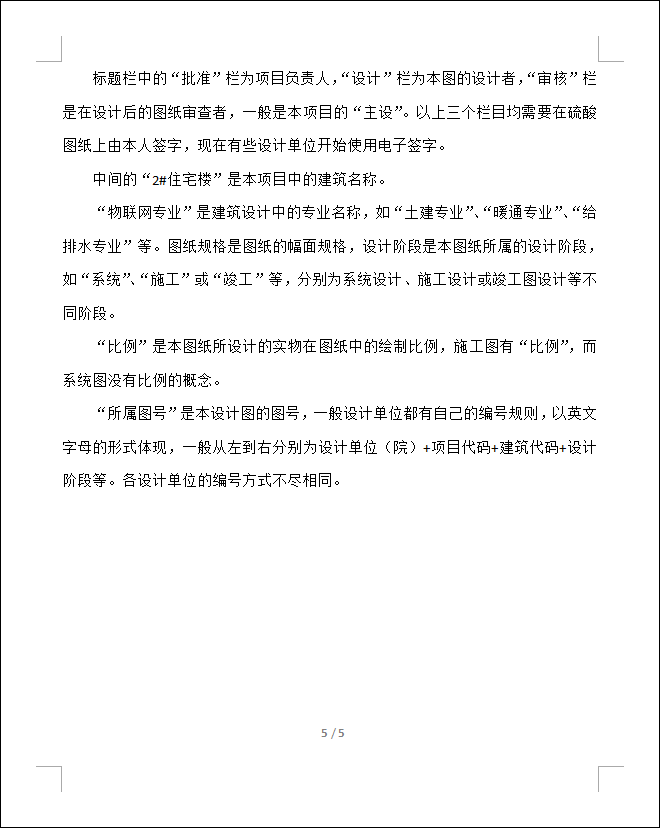 标题栏中的“批准”栏为项目负责人，“设计”栏为本图的设计者，“审核”栏
是在设计后的图纸审查者，一般是本项目的“主设”。以上三个栏目均需要在硫酸
图纸上由本人签字，现在有些设计单位开始使用电子签字。
中间的“2#住宅楼”是本项目中的建筑名称。
“物联网专业”是建筑设计中的专业名称，如“土建专业”、“暖通专业”、“给
排水专业”等。图纸规格是图纸的幅面规格，设计阶段是本图纸所属的设计阶段，
如“系统”、“施工”或“竣工”等，分别为系统设计、施工设计或竣工图设计等不
同阶段。
“比例”是本图纸所设计的实物在图纸中的绘制比例，施工图有“比例”，而
系统图没有比例的概念。
“所属图号”是本设计图的图号，一般设计单位都有自己的编号规则，以英文
字母的形式体现，一般从左到右分别为设计单位（院）+项目代码+建筑代码+设计
阶段等。各设计单位的编号方式不尽相同。
5 / 5